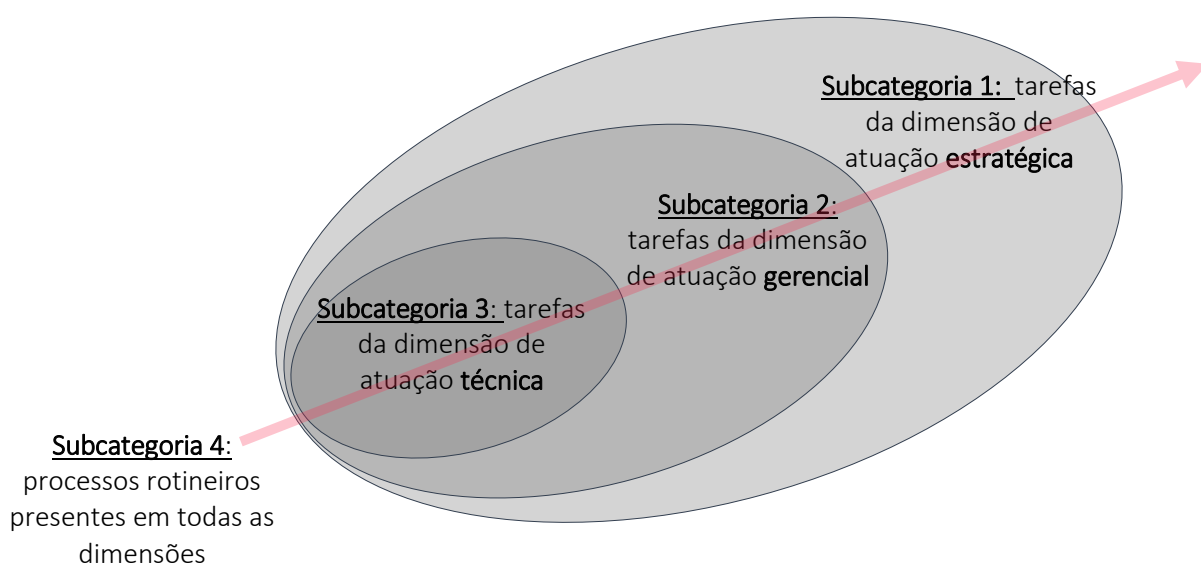 Subcategoria 1: tarefas
da dimensão de
atuação estratégica
Subcategoria 2:
tarefas da dimensão
de atuação gerencial
Subcategoria 3: tarefas
da dimensão de
atuação técnica
Subcategoria 4:
processos rotineiros
presentes em todas as
dimensões